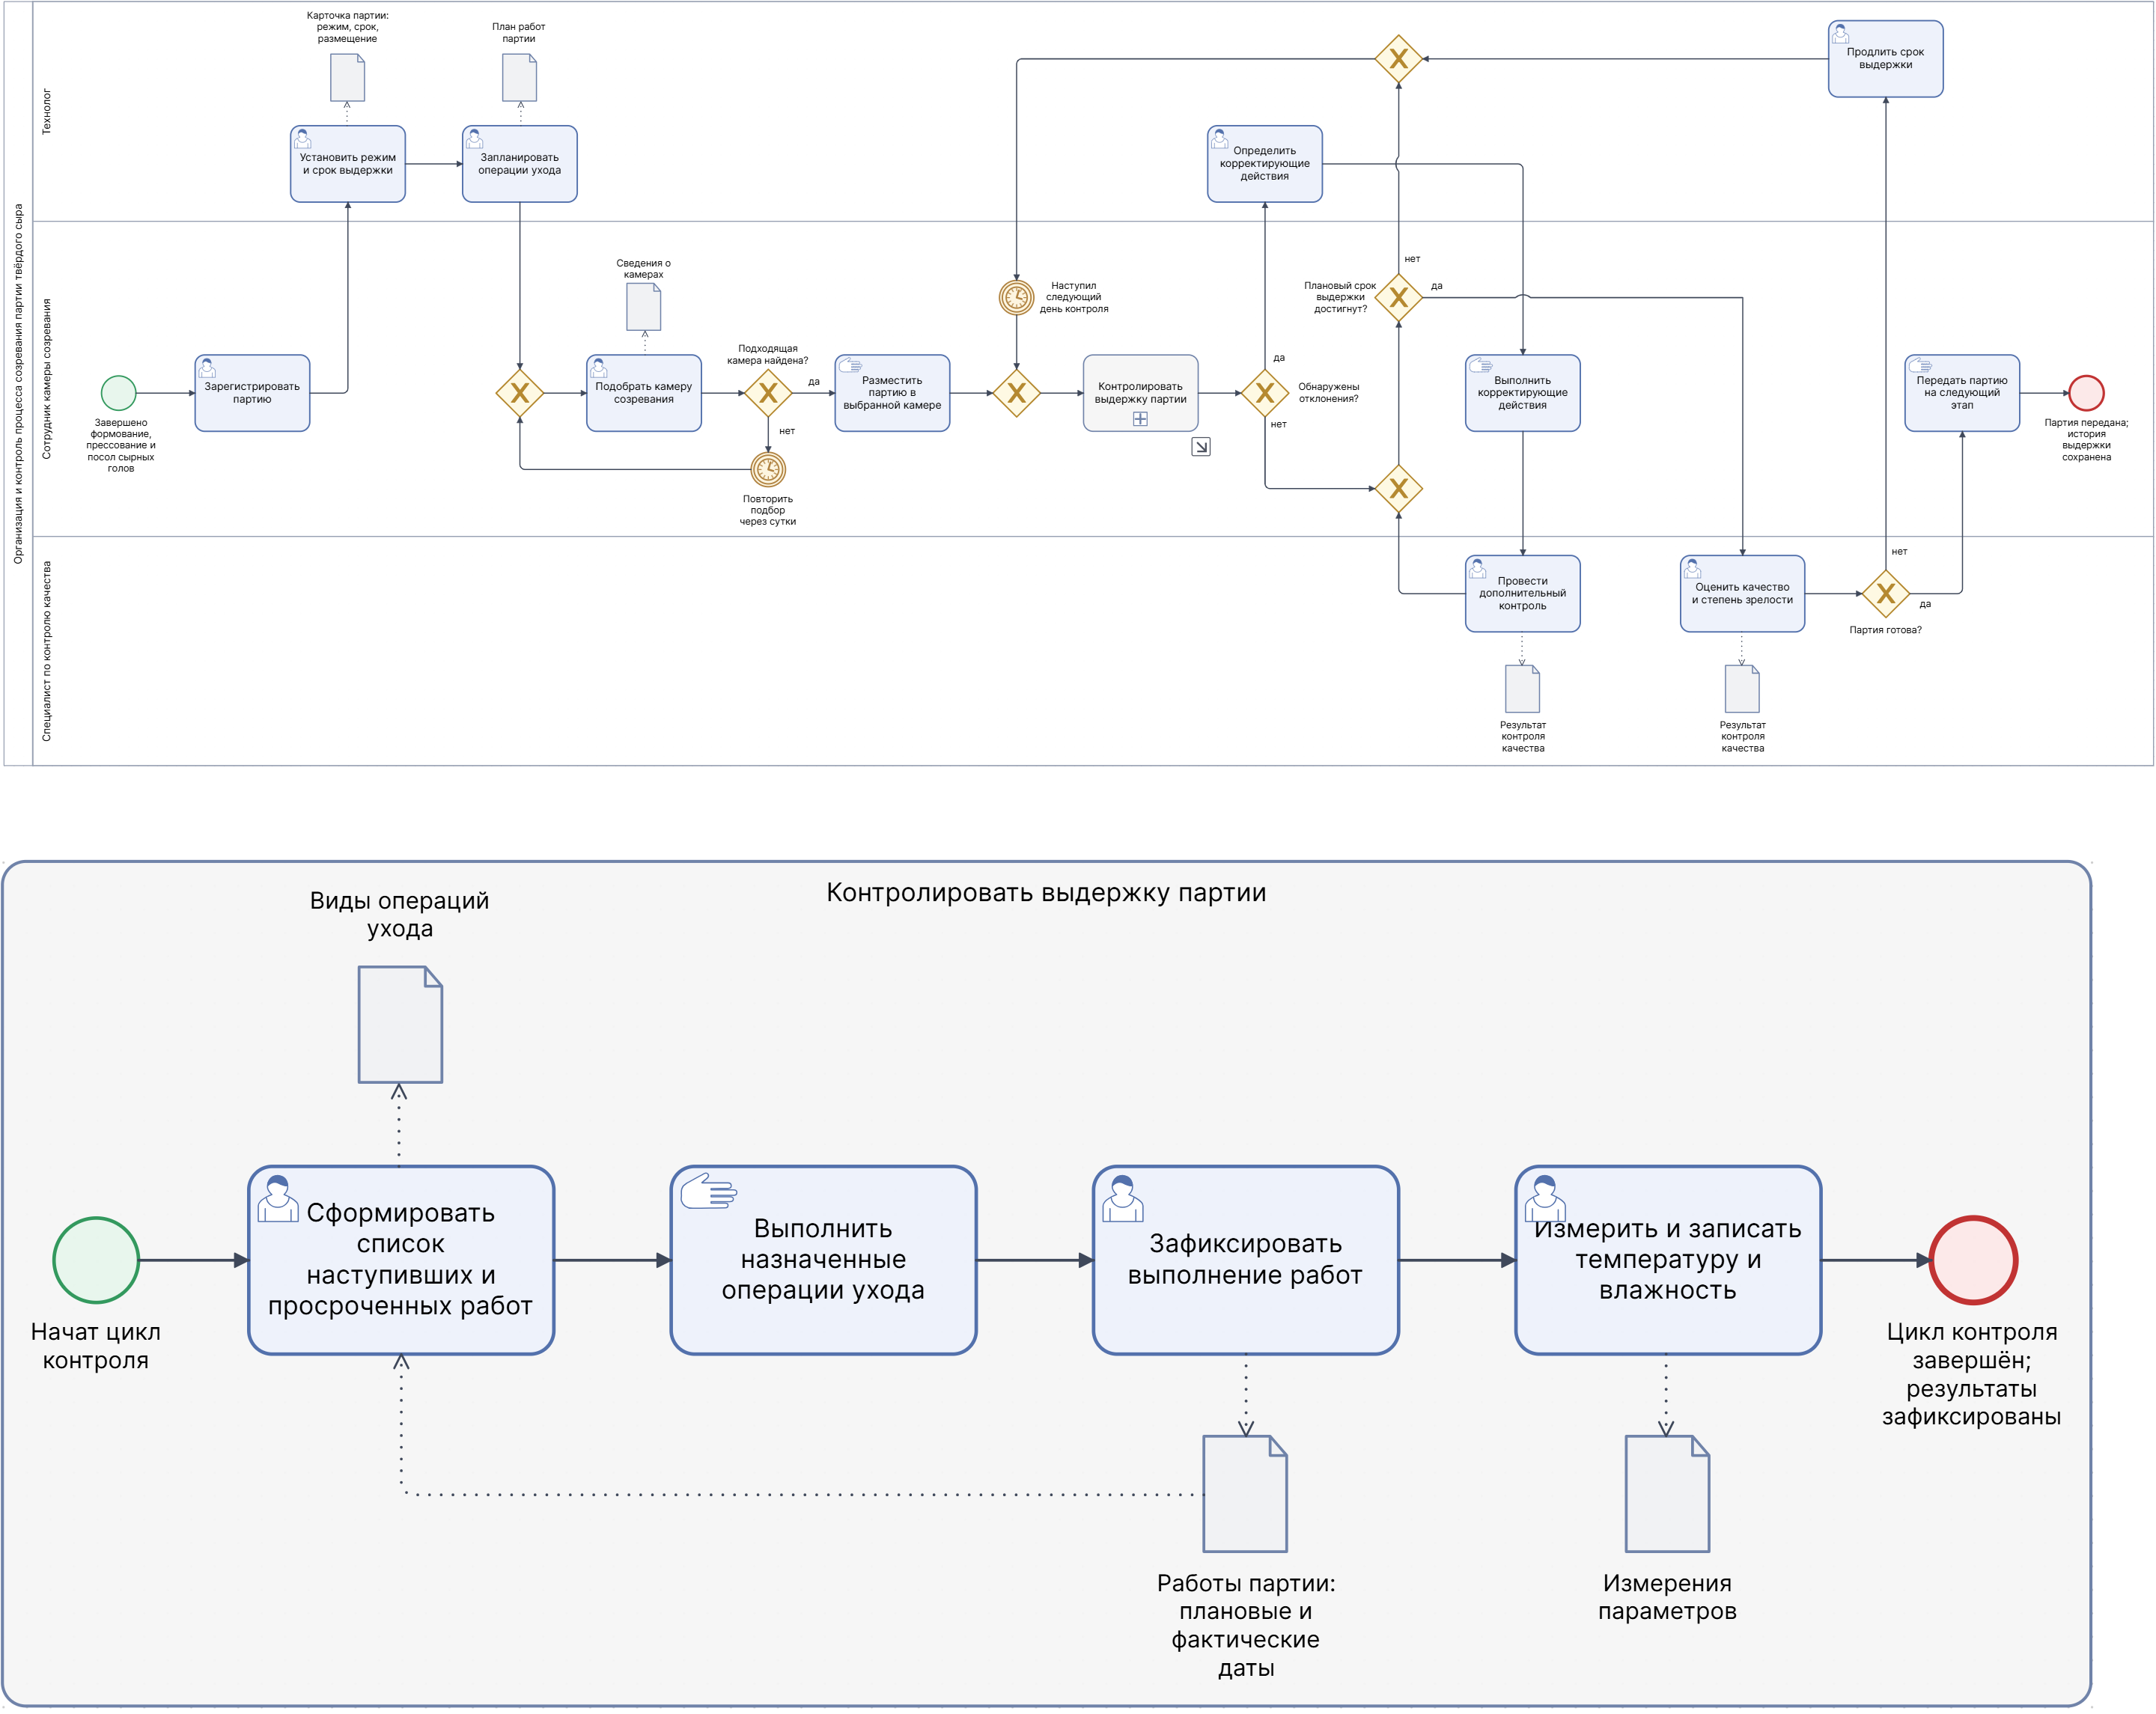 Организация и контроль процесса созревания партии твёрдого сыра
Технолог
Карточка партии:
режим, срок,
размещение
План работ
партии
Установить режим
и срок выдержки
Запланировать
операции ухода
Определить
корректирующие
действия
Продлить срок
выдержки
Сотрудник камеры созревания
Завершено
формование,
прессование и
посол сырных
голов
Зарегистрировать
партию
Сведения о
камерах
Подобрать камеру
созревания
Подходящая
камера найдена?
да
нет
Повторить
подбор
через сутки
Разместить
партию в
выбранной камере
Наступил
следующий
день контроля
Контролировать
выдержку партии
да
Обнаружены
отклонения?
нет
Плановый срок
выдержки
достигнут?
нет
да
Выполнить
корректирующие
действия
Передать партию
на следующий
этап
Партия передана;
история
выдержки
сохранена
Специалист по контролю качества
Провести
дополнительный
контроль
Результат
контроля
качества
Оценить качество
и степень зрелости
Результат
контроля
качества
нет
да
Партия готова?
Контролировать выдержку партии
Виды операций
ухода
Начат цикл
контроля
Сформировать
список
наступивших и
просроченных работ
Выполнить
назначенные
операции ухода
Зафиксировать
выполнение работ
Измерить и записать
температуру и
влажность
Цикл контроля
завершён;
результаты
зафиксированы
Работы партии:
плановые и
фактические
даты
Измерения
параметров